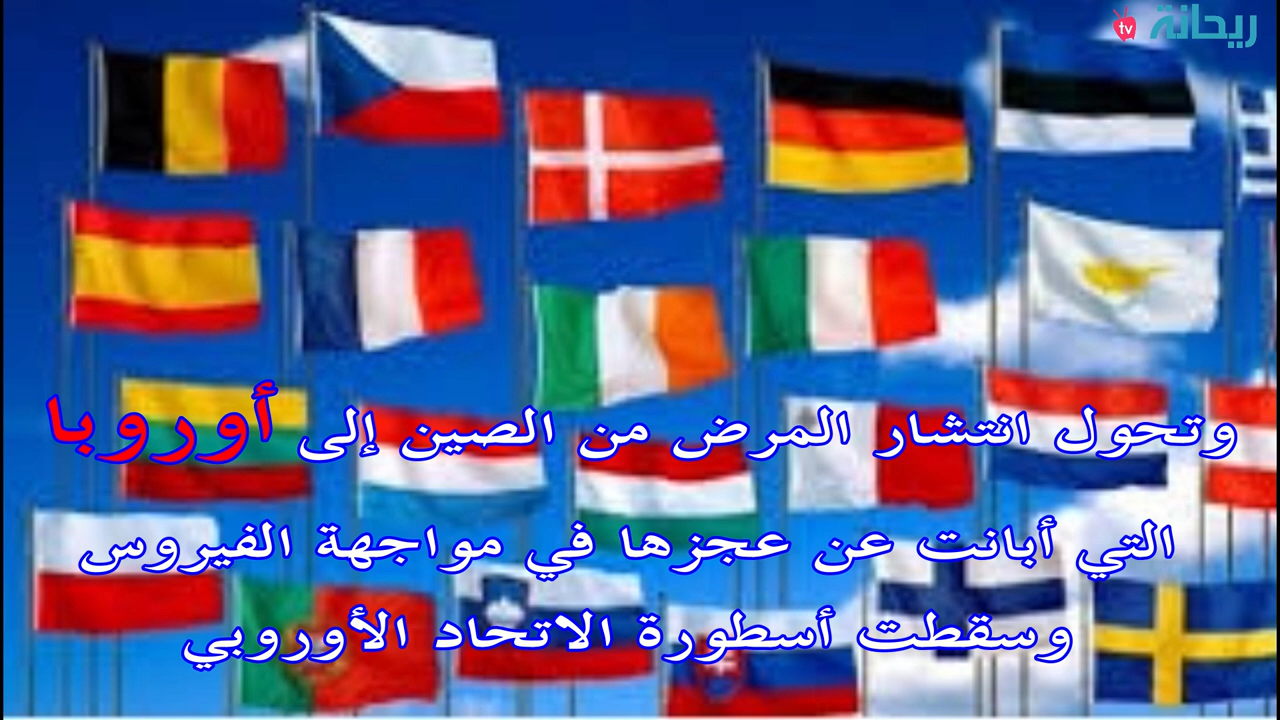 ريحانة tv
وتحول انتشار المرض من الصين إلى أوروبا
التي أبانت عن عجزها في مواجهة الفيروس
وسقطت أسطورة الاتحاد الأوروبي